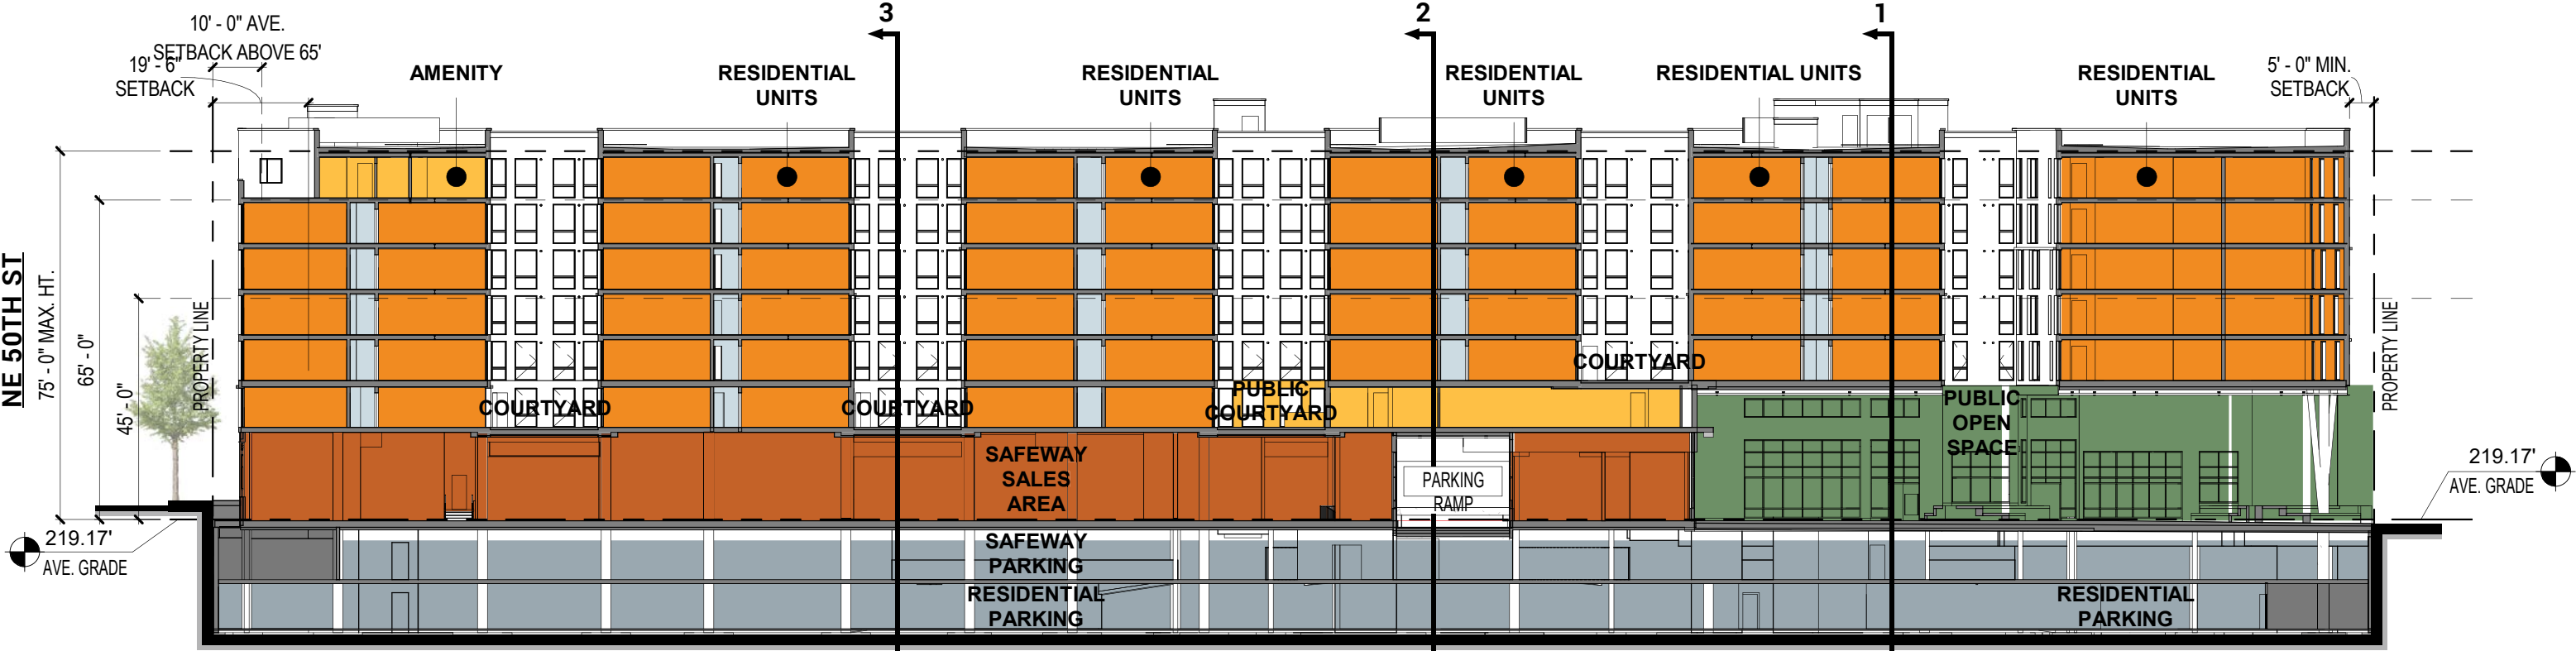 10' - 0" AVE.
SETBACK ABOVE 65'
19' - 6"
SETBACK
AMENITY
RESIDENTIAL
UNITS
3
RESIDENTIAL
UNITS
2
RESIDENTIAL
UNITS
RESIDENTIAL UNITS
1
RESIDENTIAL
UNITS
5' - 0" MIN.
SETBACK
NE 50TH ST
75' - 0" MAX. HT.
65' - 0"
45' - 0"
PROPERTY LINE
PROPERTY LINE
COURTYARD
COURTYARD
PUBLIC
COURTYARD
COURTYARD
PUBLIC
OPEN
SPACE
SAFEWAY
SALES
AREA
PARKING
RAMP
219.17'
AVE. GRADE
219.17'
AVE. GRADE
SAFEWAY
PARKING
RESIDENTIAL
PARKING
RESIDENTIAL
PARKING